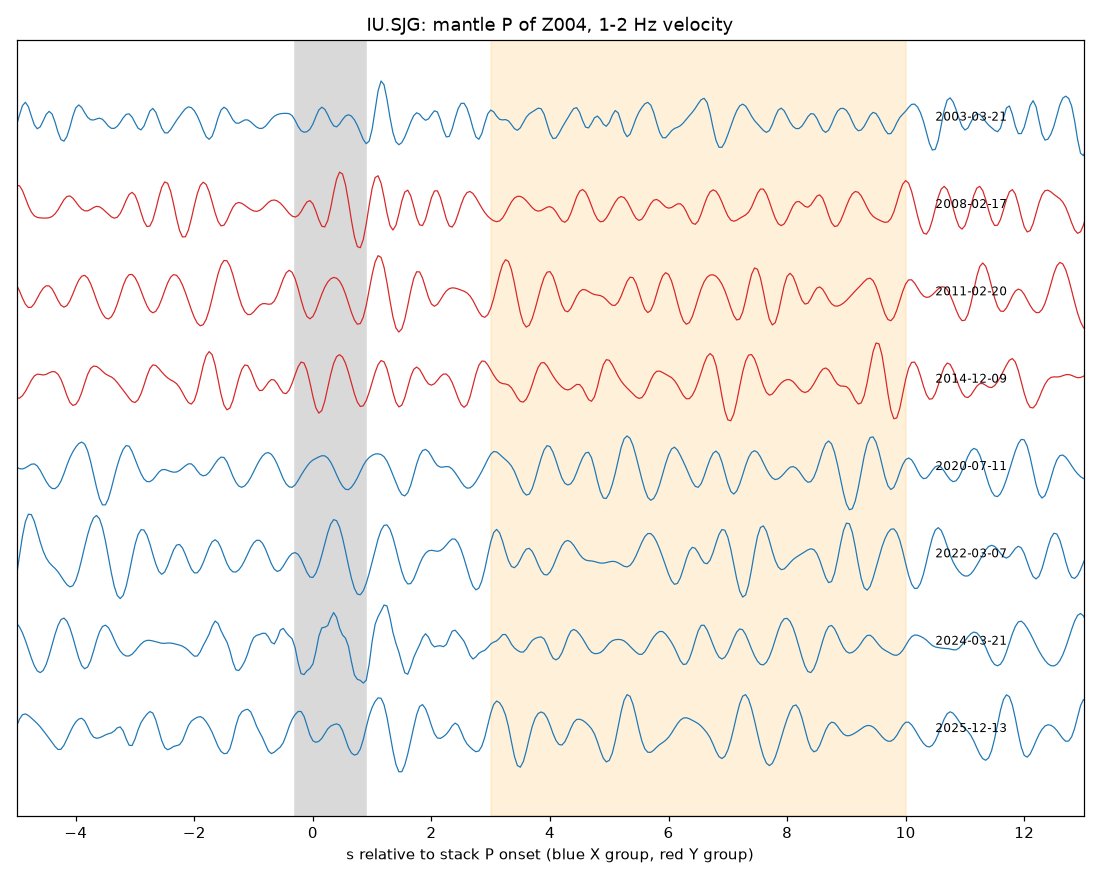 IU.SJG: mantle P of Z004, 1-2 Hz velocity
2003-03-21
2008-02-17
2011-02-20
2014-12-09
2020-07-11
2022-03-07
2024-03-21
2025-12-13
−4 −2 0 2 4 6 8 10 12
s relative to stack P onset (blue X group, red Y group)